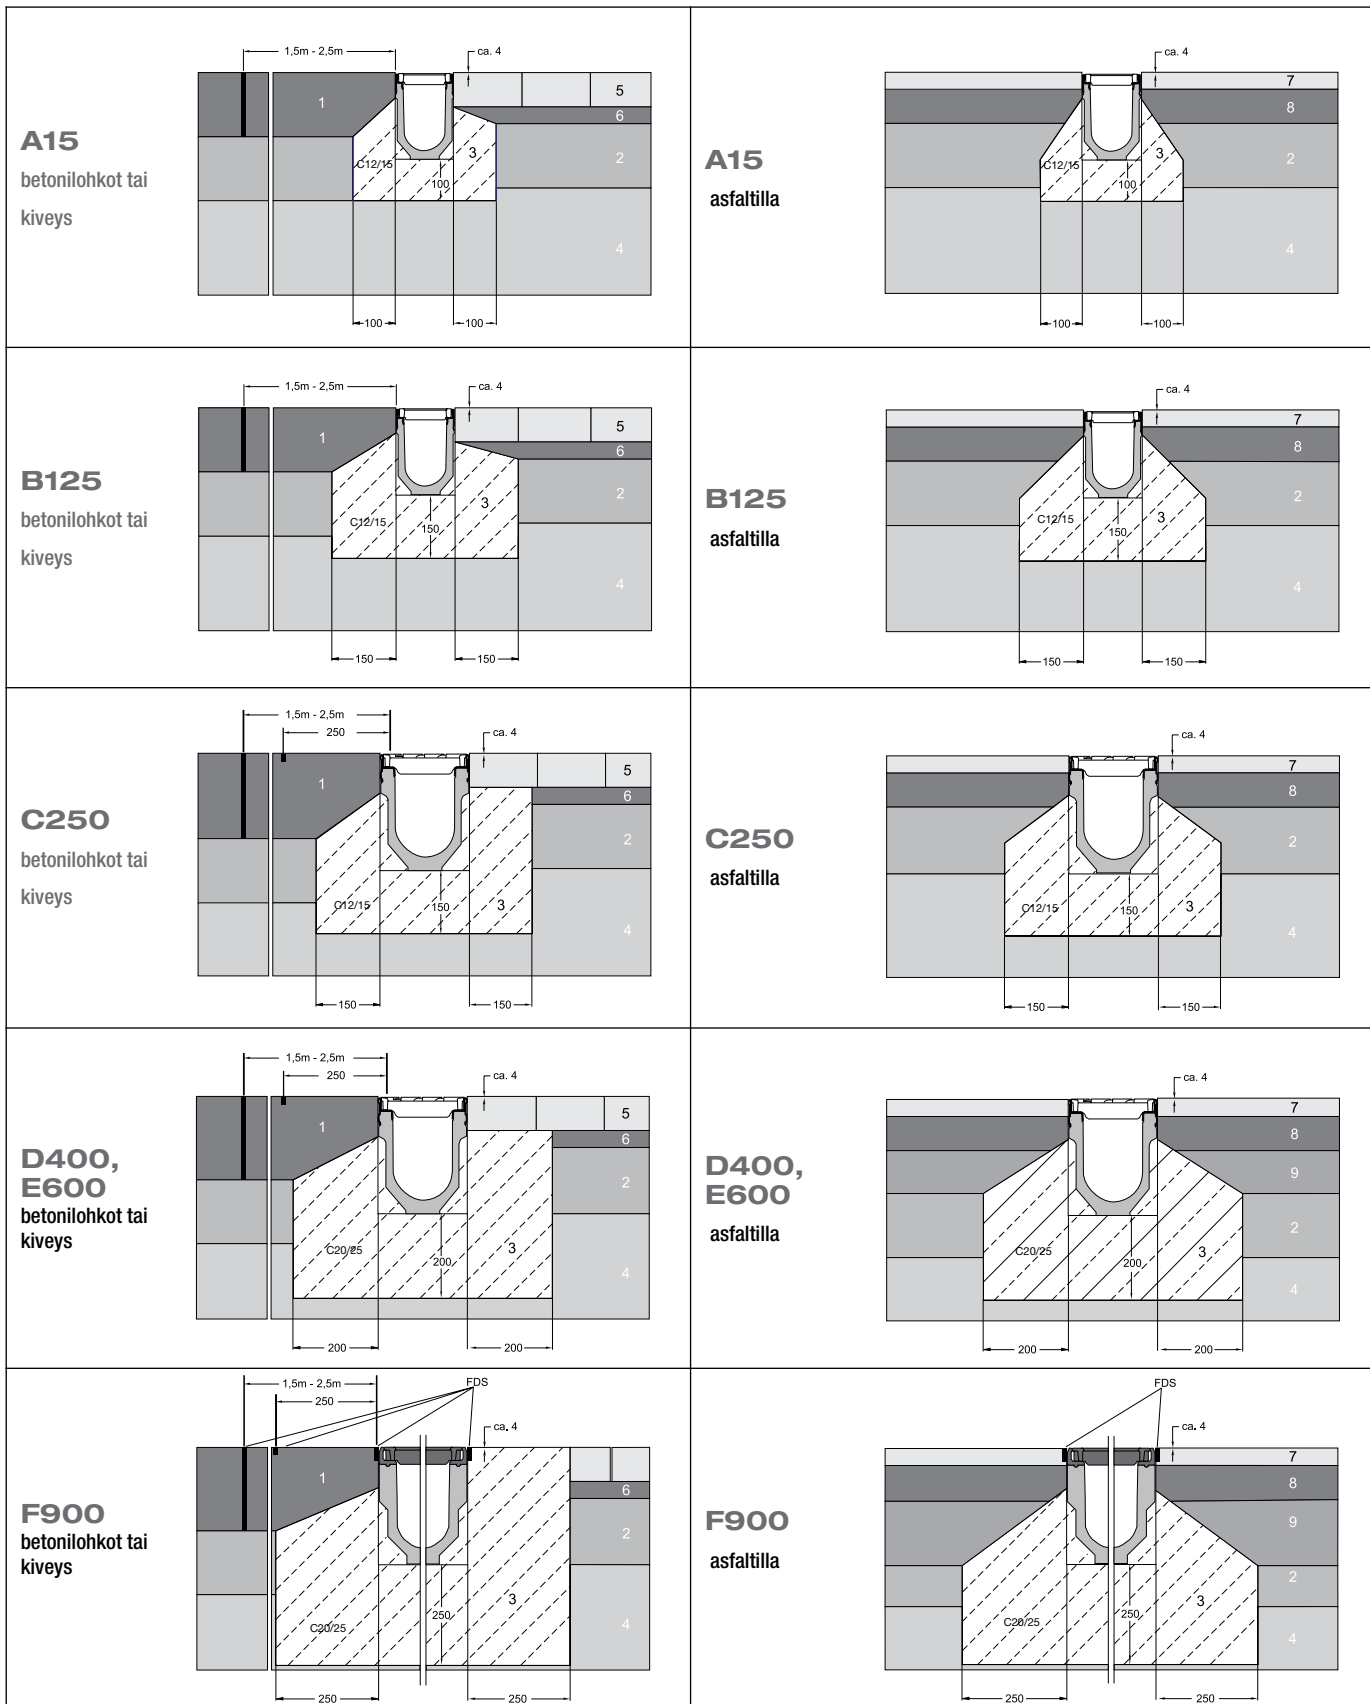 A15
betonilohkot tai
kiveys
1,5m - 2,5m
ca. 4
1
5
6
2
C12/15
3
100
4
100
100
A15
asfaltilla
ca. 4
7
8
2
C12/15
3
100
4
100
100
B125
betonilohkot tai
kiveys
1,5m - 2,5m
ca. 4
1
5
6
2
C12/15
3
150
4
150
150
B125
asfaltilla
ca. 4
7
8
2
C12/15
3
150
4
150
150
C250
betonilohkot tai
kiveys
1,5m - 2,5m
250
ca. 4
1
5
6
2
C12/15
150
3
4
150
150
C250
asfaltilla
ca. 4
7
8
2
C12/15
150
3
4
150
150
D400,
E600
betonilohkot tai
kiveys
1,5m - 2,5m
250
ca. 4
1
5
6
2
C20/25
200
3
4
200
200
D400,
E600
asfaltilla
ca. 4
7
8
9
2
C20/25
200
3
4
200
200
F900
betonilohkot tai
kiveys
1,5m - 2,5m
FDS
250
ca. 4
1
6
2
C20/25
250
3
4
250
250
F900
asfaltilla
FDS
ca. 4
7
8
9
2
C20/25
250
3
4
250
250